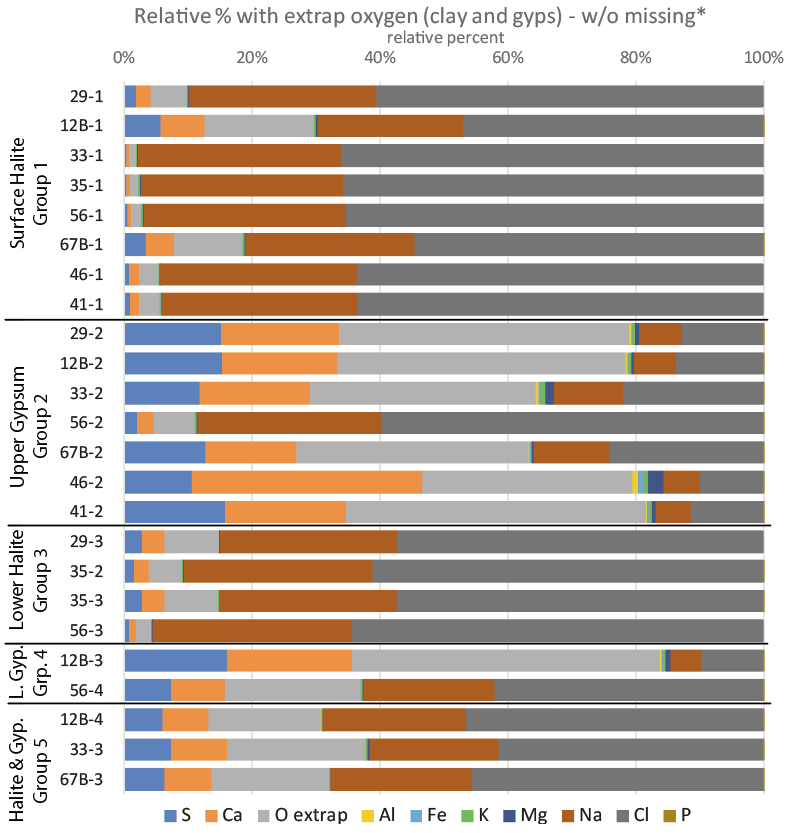 Relative % with extrap oxygen (clay and gyps) - w/o missing*
relative percent
0% 20% 40% 60% 80% 100%
Surface Halite
Group 1
29-1
12B-1
33-1
35-1
56-1
67B-1
46-1
41-1
Upper Gypsum
Group 2
29-2
12B-2
33-2
56-2
67B-2
46-2
41-2
Lower Halite
Group 3
29-3
35-2
35-3
56-3
L. Gyp.
Grp. 4
12B-3
56-4
Halite & Gyp.
Group 5
12B-4
33-3
67B-3
S Ca O extrap Al Fe K Mg Na Cl P